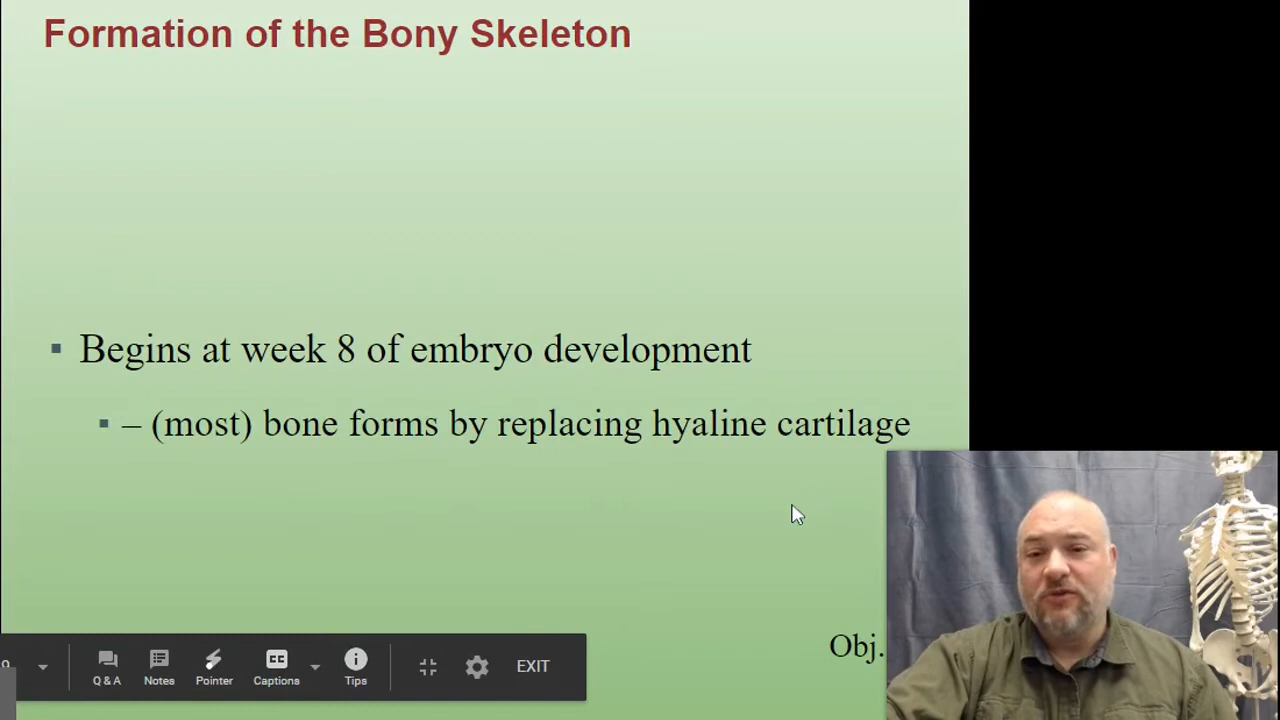 Formation of the Bony Skeleton
▪ Begins at week 8 of embryo development
▪ – (most) bone forms by replacing hyaline cartilage
Obj.
Q & A Notes Pointer Captions Tips EXIT
CC